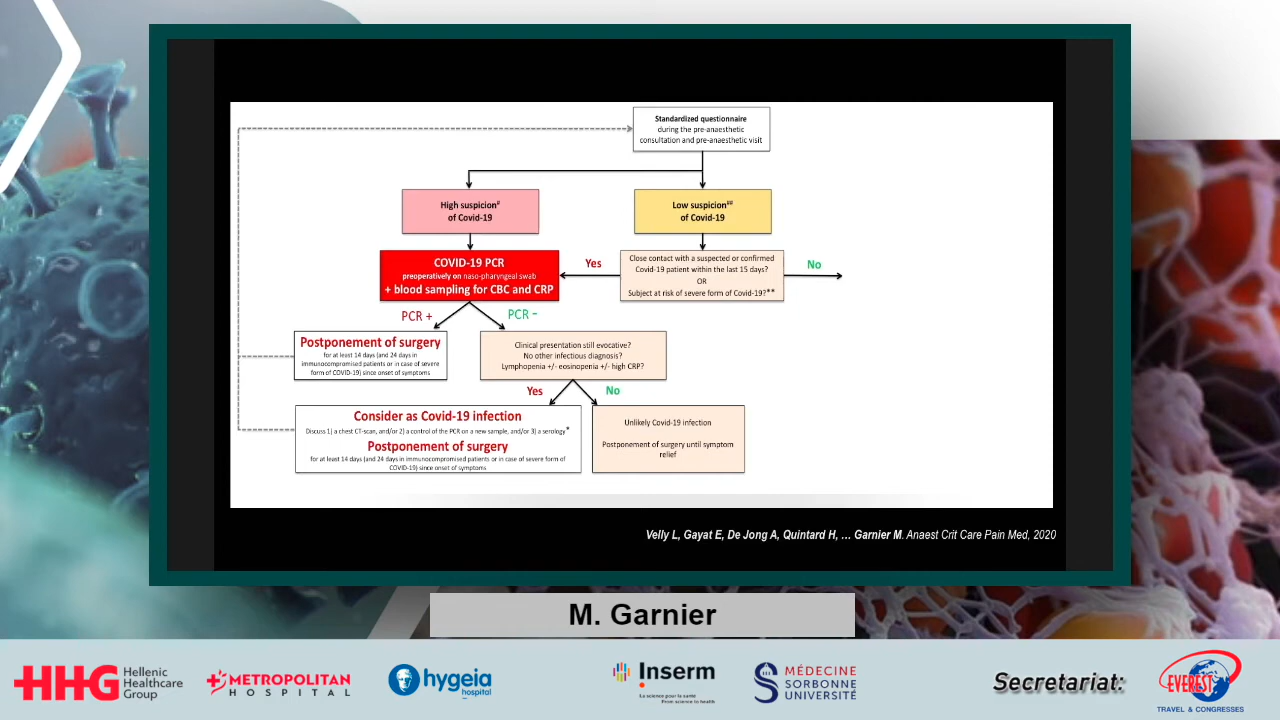 Standardized questionnaire
during the pre-anaesthetic
consultation and pre-anaesthetic visit
High suspicion#
of Covid-19
Low suspicion##
of Covid-19
COVID-19 PCR
preoperatively on naso-pharyngeal swab
+ blood sampling for CBC and CRP
Yes
Close contact with a suspected or confirmed
Covid-19 patient within the last 15 days?
OR
Subject at risk of severe form of Covid-19?**
No
PCR +
PCR -
Postponement of surgery
for at least 14 days (and 24 days in
immunocompromised patients or in case of severe
form of COVID-19) since onset of symptoms
Clinical presentation still evocative?
No other infectious diagnosis?
Lymphopenia +/- eosinopenia +/- high CRP?
Yes
No
Consider as Covid-19 infection
Discuss 1) a chest CT-scan, and/or 2) a control of the PCR on a new sample, and/or 3) a serology*
Postponement of surgery
for at least 14 days (and 24 days in immunocompromised patients or in case of severe form of
COVID-19) since onset of symptoms
Unlikely Covid-19 infection
Postponement of surgery until symptom
relief
Velly L, Gayat E, De Jong A, Quintard H, … Garnier M. Anaest Crit Care Pain Med, 2020
M. Garnier
HHG
Hellenic
Healthcare
Group
METROPOLITAN
HOSPITAL
hygeia
hospital
Inserm
La science pour la santé
From science to health
MÉDECINE
SORBONNE
UNIVERSITÉ
Secretariat:
EVEREST
TRAVEL & CONGRESSES